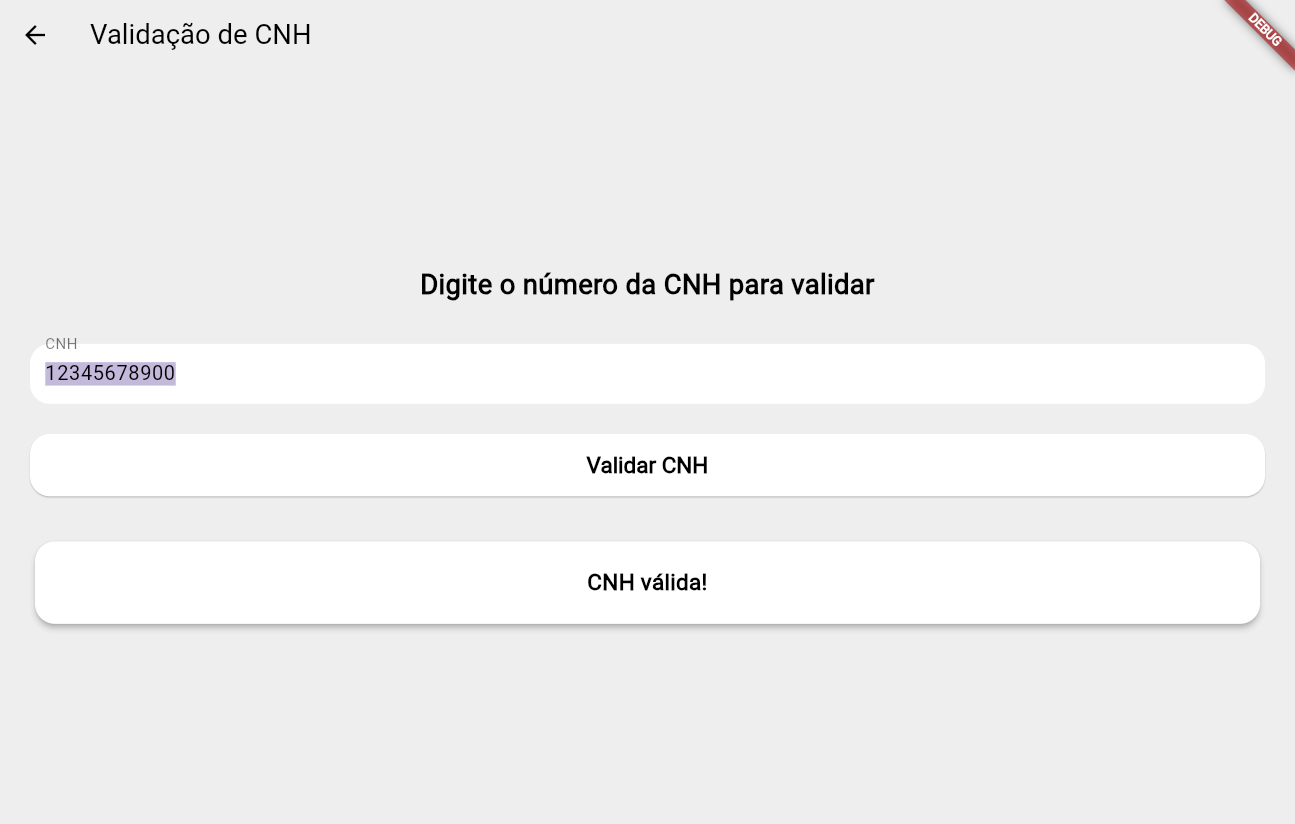 Validação de CNH
DEBUG
Digite o número da CNH para validar
CNH
12345678900
Validar CNH
CNH válida!